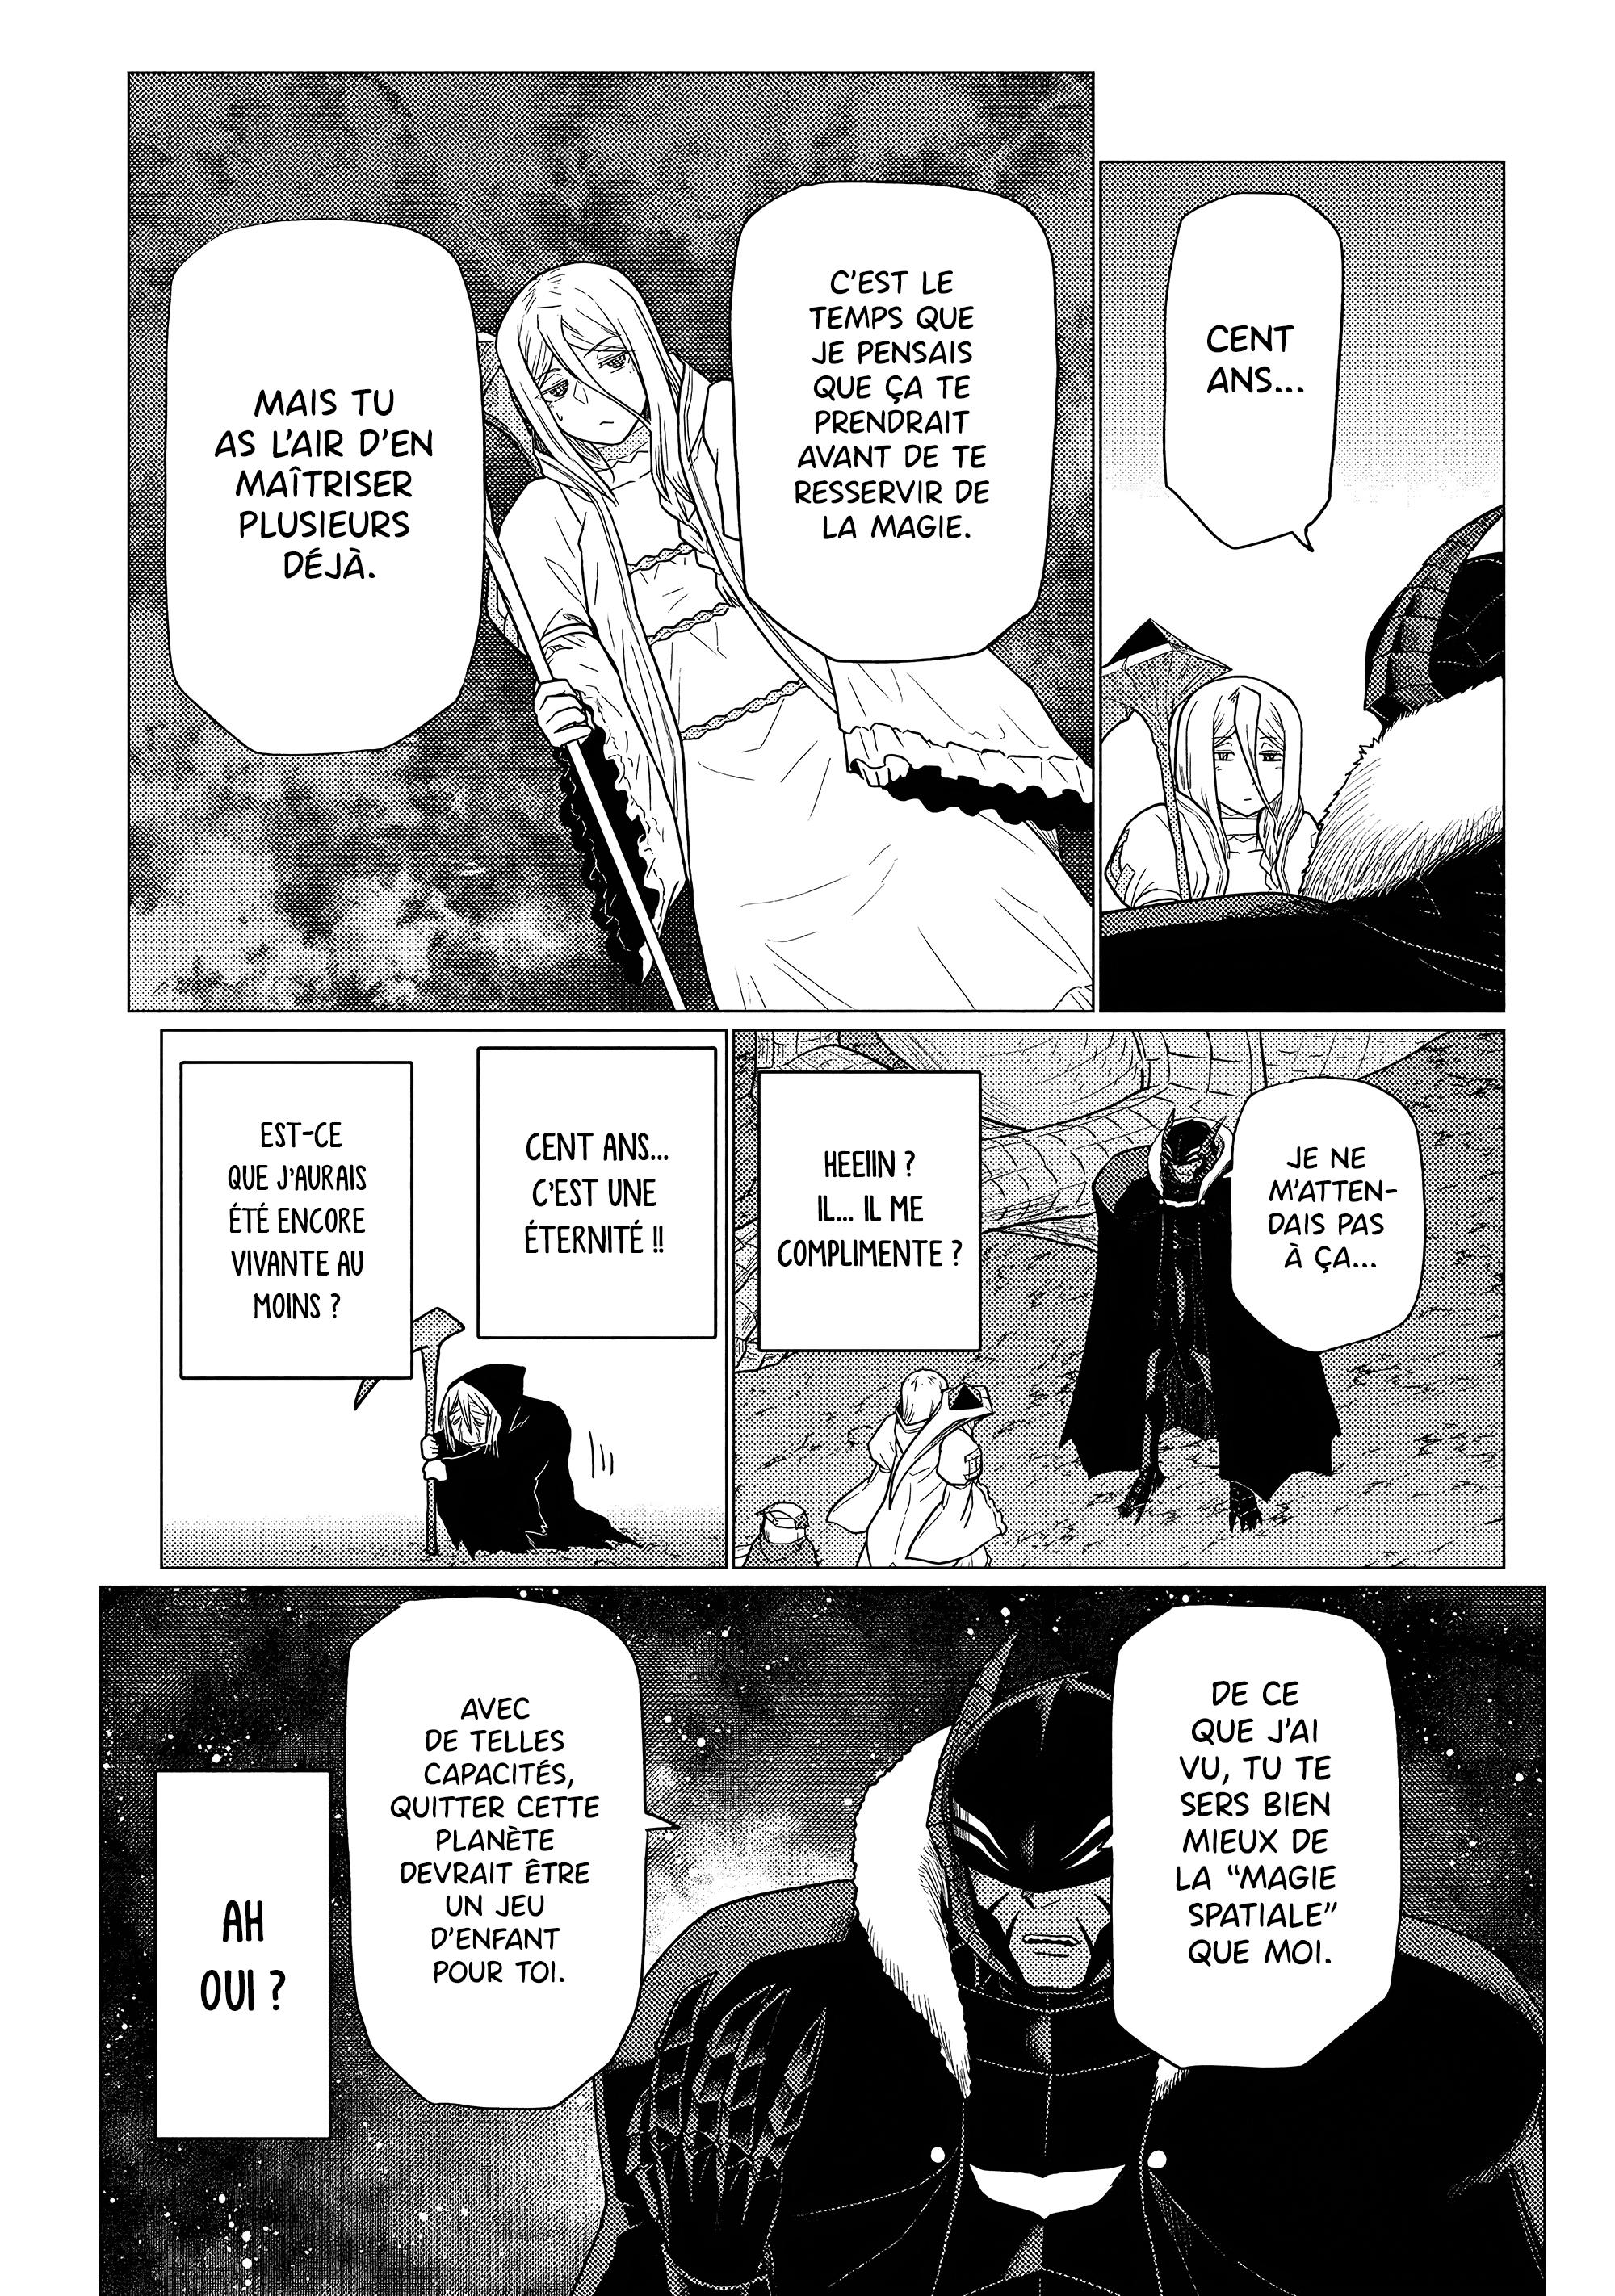 CENT
ANS...
C'EST LE
TEMPS QUE
JE PENSAIS
QUE ÇA TE
PRENDRAIT
AVANT DE TE
RESSERVIR DE
LA MAGIE.
MAIS TU
AS L'AIR D'EN
MAÎTRISER
PLUSIEURS
DÉJÀ.
JE NE
M'ATTEN-
DAIS PAS
À ÇA...
HEEIIN ?
IL... IL ME
COMPLIMENTE ?
CENT ANS...
C'EST UNE
ÉTERNITÉ !!
EST-CE
QUE J'AURAIS
ÉTÉ ENCORE
VIVANTE AU
MOINS ?
DE CE
QUE J'AI
VU, TU TE
SERS BIEN
MIEUX DE
LA “MAGIE
SPATIALE”
QUE MOI.
AVEC
DE TELLES
CAPACITÉS,
QUITTER CETTE
PLANÈTE
DEVRAIT ÊTRE
UN JEU
D'ENFANT
POUR TOI.
AH
OUI ?